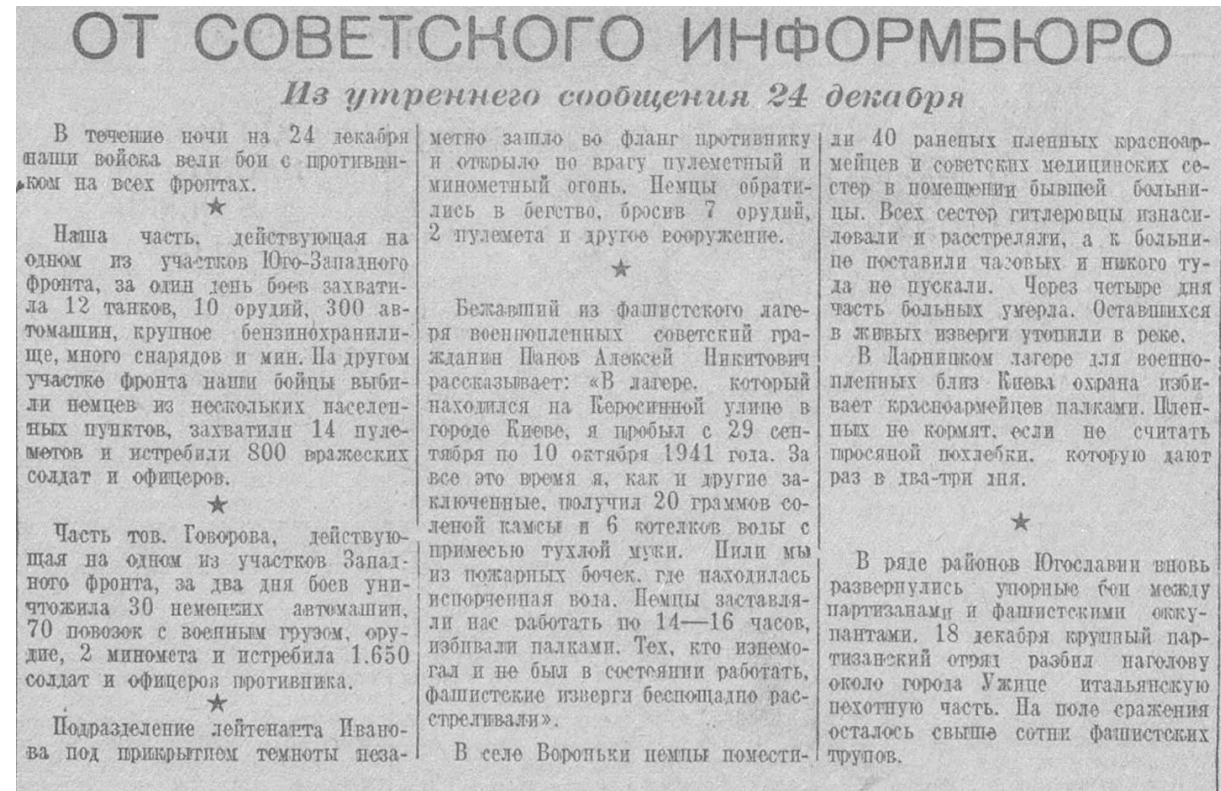 ОТ СОВЕТСКОГО ИНФОРМБЮРО
Из утреннего сообщения 24 декабря
В течение ночи на 24 декабря
наши войска вели бои с противни-
ком на всех фронтах.
★
Наша часть, действующая на
одном из участков Юго-Западного
фронта, за один день боев захвати-
ла 12 танков, 10 орудий, 300 ав-
томашин, крупное бензинохранили-
ще, много снарядов и мин. На другом
участке фронта наши бойцы выби-
ли немцев из нескольких населен-
ных пунктов, захватили 14 пуле-
метов и истребили 800 вражеских
солдат и офицеров.
★
Часть тов. Говорова, действую-
щая на одном из участков Запад-
ного фронта, за два дня боев уни-
чтожила 30 немецких автомашин,
70 повозок с военным грузом, ору-
дие, 2 миномета и истребила 1.650
солдат и офицеров противника.
★
Подразделение лейтенанта Ивано-
ва под прикрытием темноты неза-
метно зашло во фланг противнику
и открыло по врагу пулеметный и
минометный огонь. Немцы обрати-
лись в бегство, бросив 7 орудий,
2 пулемета и другое вооружение.
★
Бежавший из фашистского лаге-
ря военнопленных советский гра-
жданин Панов Алексей Никитович
рассказывает: «В лагере, который
находился на Керосинной улице в
городе Киеве, я пробыл с 29 сен-
тября по 10 октября 1941 года. За
все это время я, как и другие за-
ключенные, получил 20 граммов со-
леной камсы и 6 котелков воды с
примесью тухлой муки. Пили мы
из пожарных бочек, где находилась
испорченная вода. Немцы заставля-
ли нас работать по 14—16 часов,
избивали палками. Тех, кто изнемо-
гал и не был в состоянии работать,
фашистские изверги беспощадно рас-
стреливали».
В селе Вороньки немцы помести-
ли 40 раненых пленных красноар-
мейцев и советских медицинских се-
стер в помещении бывшей больни-
цы. Всех сестер гитлеровцы изнаси-
ловали и расстреляли, а к больни-
це поставили часовых и никого ту-
да не пускали. Через четыре дня
часть больных умерла. Оставшихся
в живых изверги утопили в реке.
В Дарницком лагере для военно-
пленных близ Киева охрана изби-
вает красноармейцев палками. Плен-
ных не кормят, если не считать
просяной похлебки, которую дают
раз в два-три дня.
★
В ряде районов Югославии вновь
развернулись упорные бои между
партизанами и фашистскими окку-
пантами. 18 декабря крупный пар-
тизанский отряд разбил наголову
около города Ужице итальянскую
пехотную часть. На поле сражения
осталось свыше сотни фашистских
трупов.